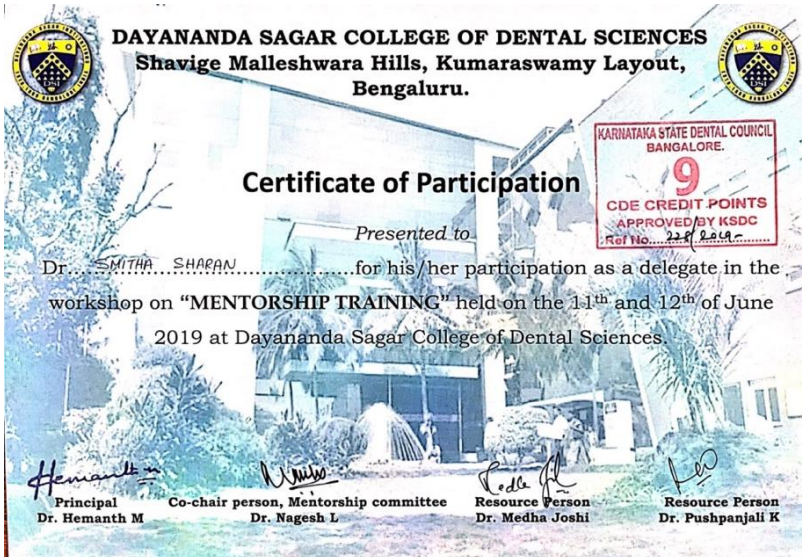 DAYANANDA SAGAR COLLEGE OF DENTAL SCIENCES
Shavige Malleshwara Hills, Kumaraswamy Layout,
Bengaluru.
DSI
DSI
KARNATAKA STATE DENTAL COUNCIL
BANGALORE.
9
CDE CREDIT POINTS
APPROVED BY KSDC
Ref No...228/2019-............
Certificate of Participation
Presented to
Dr....SMITHA SHARAN..................for his/her participation as a delegate in the
workshop on “MENTORSHIP TRAINING” held on the 11th and 12th of June
2019 at Dayananda Sagar College of Dental Sciences.
Principal
Dr. Hemanth M
Co-chair person, Mentorship committee
Dr. Nagesh L
Resource Person
Dr. Medha Joshi
Resource Person
Dr. Pushpanjali K